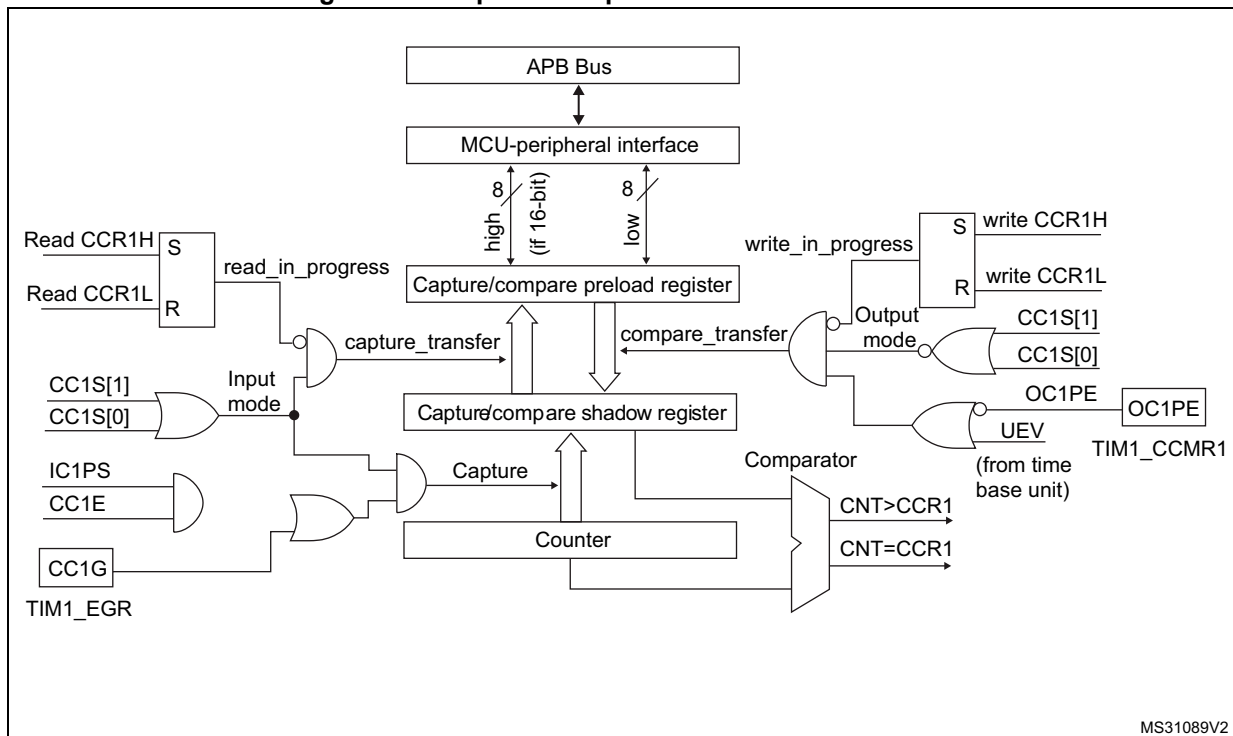 APB Bus
MCU-peripheral interface
8
high
(if 16-bit)
8
low
Read CCR1H
S
read_in_progress
Read CCR1L
R
write_in_progress
S
write CCR1H
R
write CCR1L
Capture/compare preload register
capture_transfer
compare_transfer
Output
mode
CC1S[1]
CC1S[0]
CC1S[1]
CC1S[0]
Input
mode
Capture/compare shadow register
OC1PE
OC1PE
UEV
TIM1_CCMR1
(from time
base unit)
IC1PS
CC1E
Capture
Comparator
CNT>CCR1
Counter
CNT=CCR1
CC1G
TIM1_EGR
MS31089V2